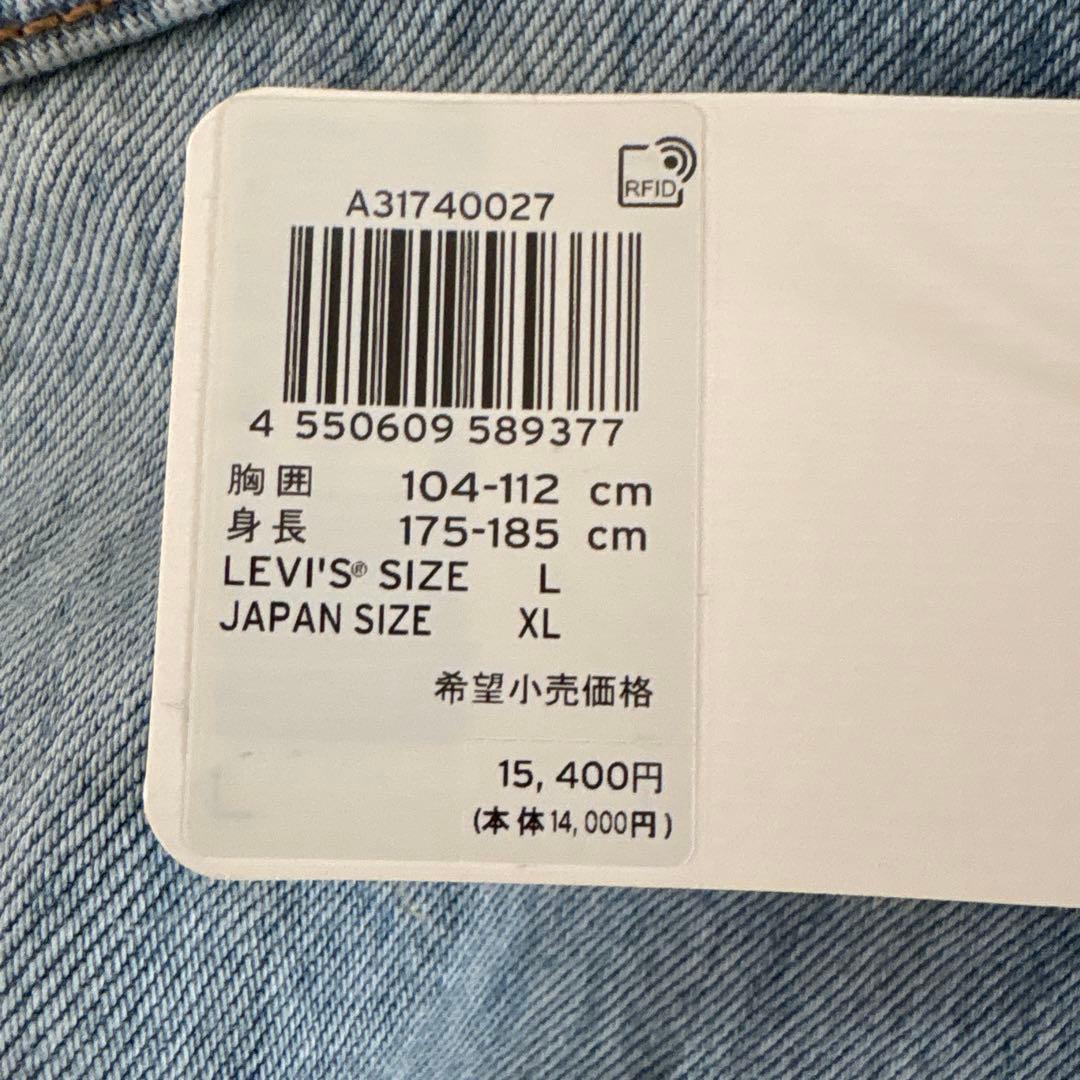 RFID
A31740027
4 550609 589377
胸囲 104-112 cm
身長 175-185 cm
LEVI'S® SIZE L
JAPAN SIZE XL
希望小売価格
15,400円
(本体14,000円)